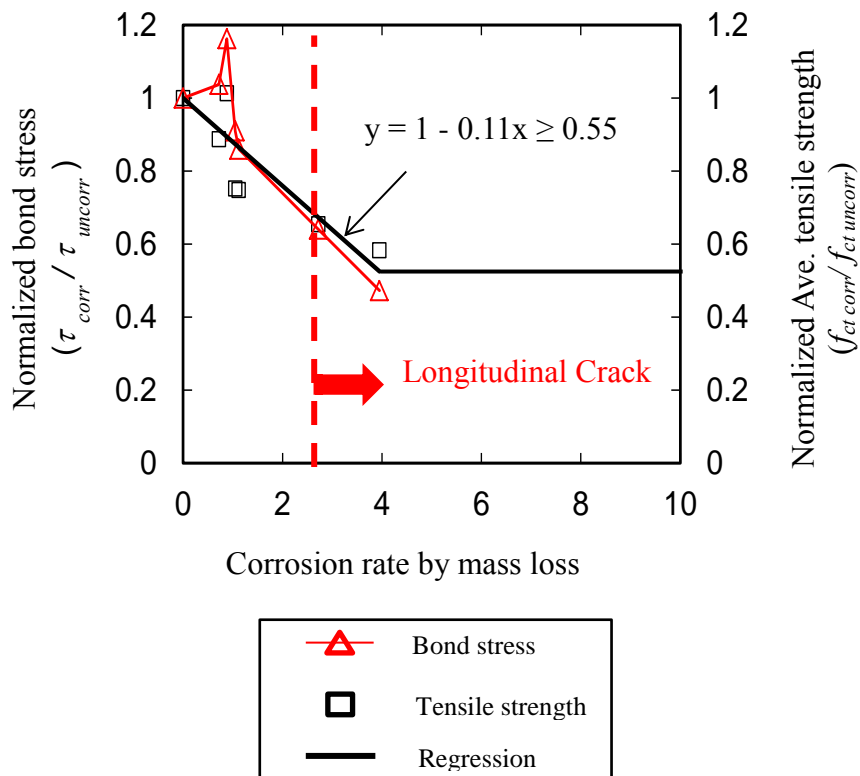 Normalized bond stress
(τ corr / τ uncorr)
1.2
1
0.8
0.6
0.4
0.2
0
y = 1 - 0.11x ≥ 0.55
Longitudinal Crack
1.2
1
0.8
0.6
0.4
0.2
0
Normalized Ave. tensile strength
(fct corr/ fct uncorr)
0 2 4 6 8 10
Corrosion rate by mass loss
Bond stress
Tensile strength
Regression